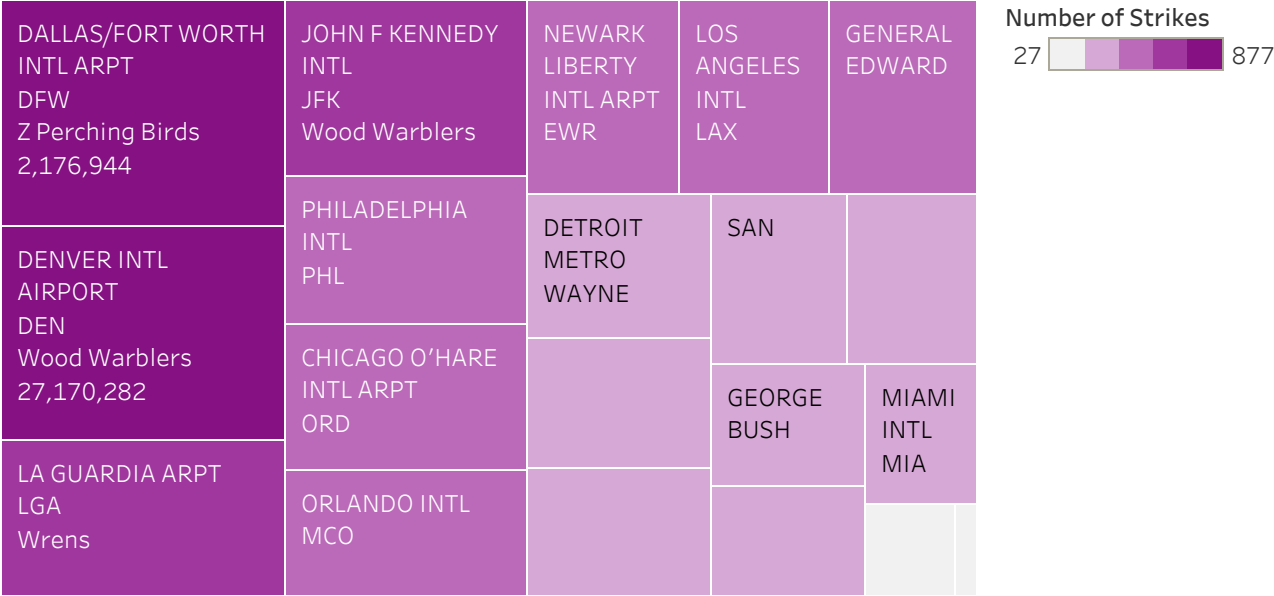 DALLAS/FORT WORTH
INTL ARPT
DFW
Z Perching Birds
2,176,944
DENVER INTL
AIRPORT
DEN
Wood Warblers
27,170,282
LA GUARDIA ARPT
LGA
Wrens
JOHN F KENNEDY
INTL
JFK
Wood Warblers
PHILADELPHIA
INTL
PHL
CHICAGO O’HARE
INTL ARPT
ORD
ORLANDO INTL
MCO
NEWARK
LIBERTY
INTL ARPT
EWR
LOS
ANGELES
INTL
LAX
GENERAL
EDWARD
DETROIT
METRO
WAYNE
SAN
GEORGE
BUSH
MIAMI
INTL
MIA
Number of Strikes
27 877